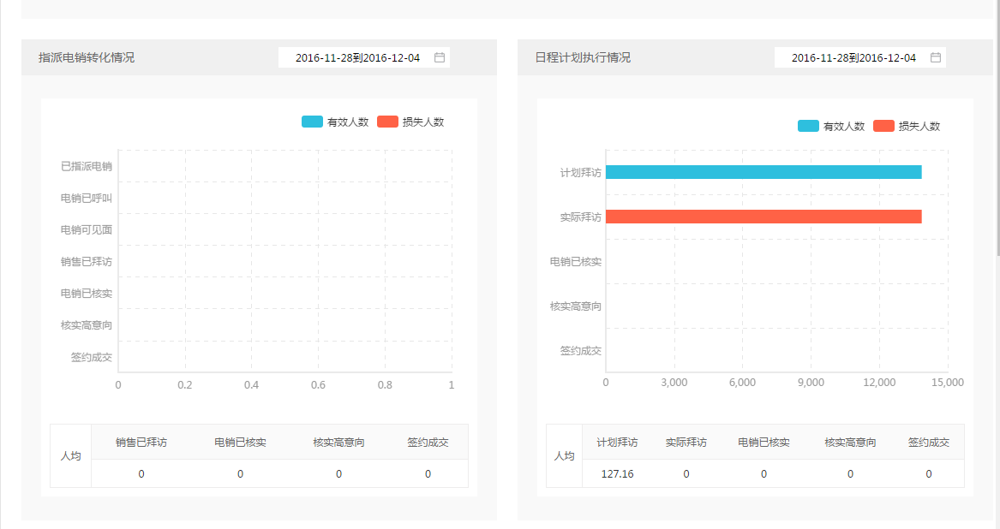 指派电销转化情况
2016-11-28到2016-12-04
有效人数
损失人数
已指派电销
电销已呼叫
电销可见面
销售已拜访
电销已核实
核实高意向
签约成交
0 0.2 0.4 0.6 0.8 1
人均
销售已拜访 电销已核实 核实高意向 签约成交
0 0 0 0
日程计划执行情况
2016-11-28到2016-12-04
有效人数
损失人数
计划拜访
实际拜访
电销已核实
核实高意向
签约成交
0 3,000 6,000 9,000 12,000 15,000
人均
计划拜访 实际拜访 电销已核实 核实高意向 签约成交
127.16 0 0 0 0